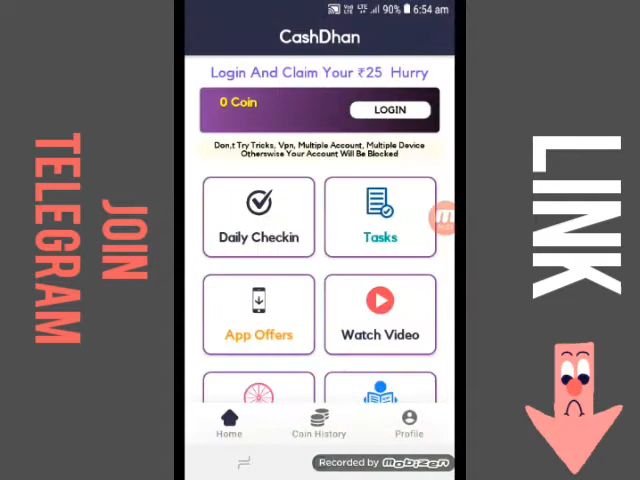 90% 6:54 am
CashDhan
Login And Claim Your ₹25 Hurry
0 Coin
LOGIN
Don,t Try Tricks, Vpn, Multiple Account, Multiple Device
Otherswise Your Account Will Be Blocked
Daily Checkin
Tasks
App Offers
Watch Video
Home
Coin History
Profile
Recorded by Mobizen
JOIN
TELEGRAM
LINK